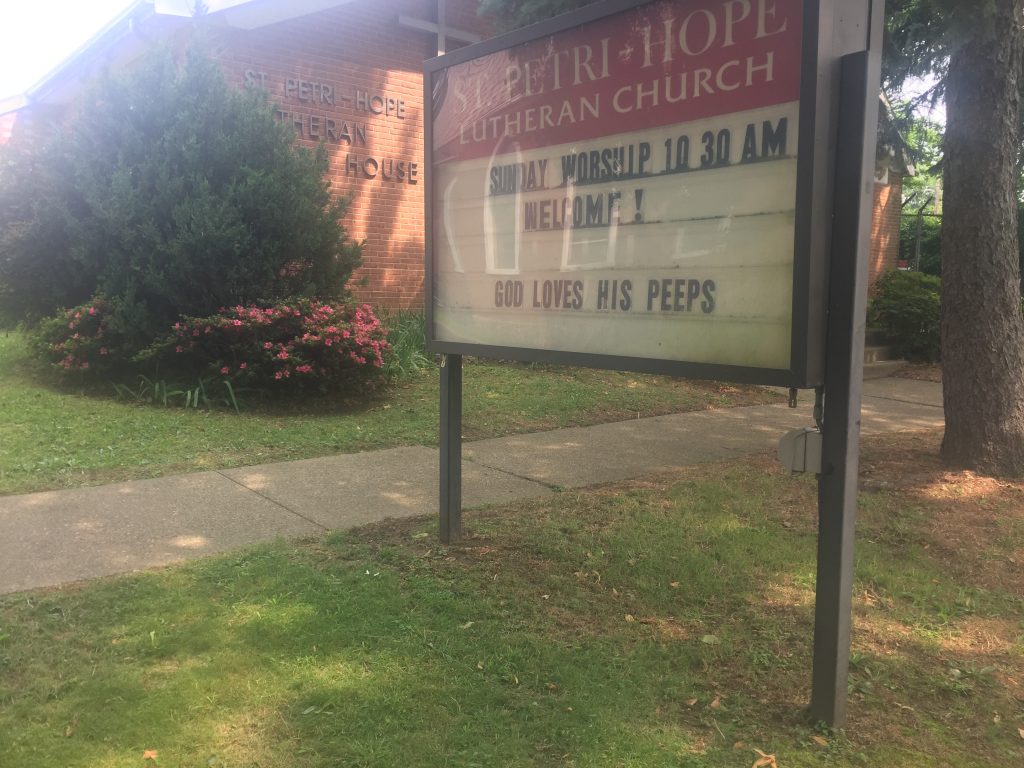 ST. PETRI - HOPE
THERAN
HOUSE
ST. PETRI + HOPE
LUTHERAN CHURCH
SUNDAY WORSHIP 10 30 AM
WELCOME !
GOD LOVES HIS PEEPS